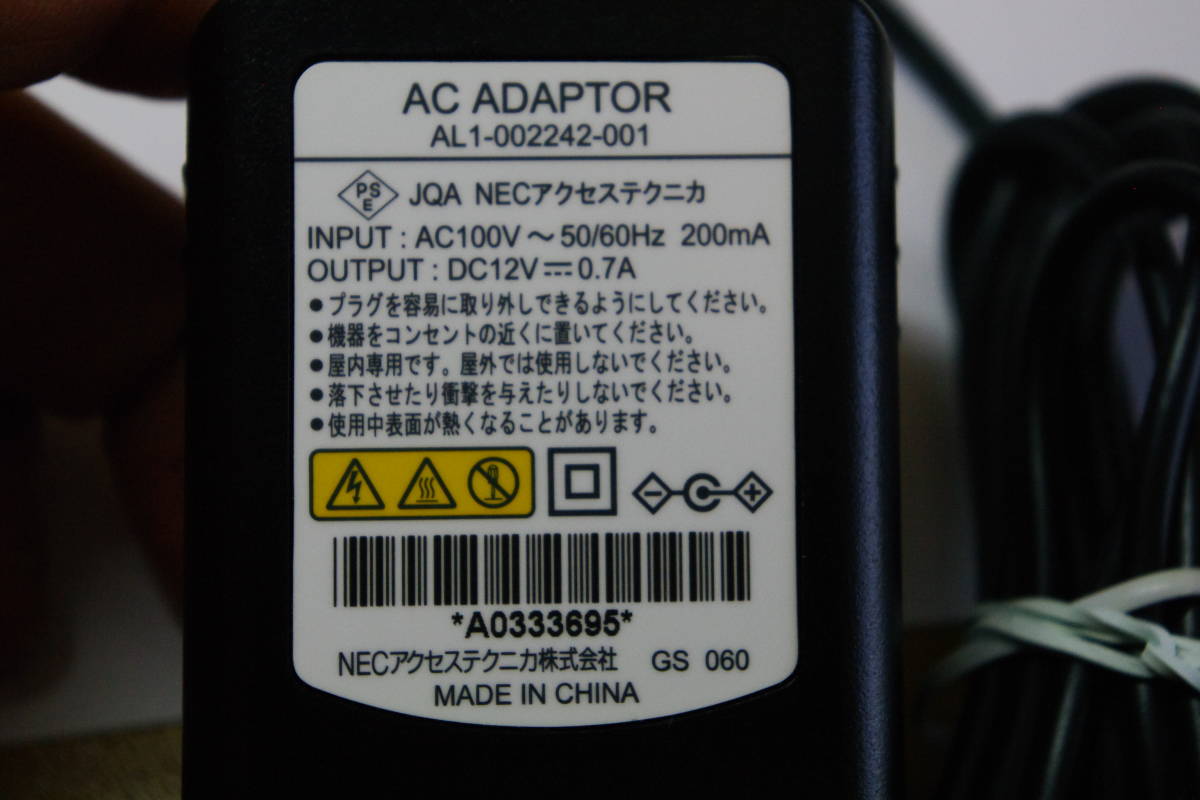 AC ADAPTOR
AL1-002242-001
PSE JQA NECアクセステクニカ
INPUT : AC100V ～ 50/60Hz 200mA
OUTPUT : DC12V ⎓ 0.7A
●プラグを容易に取り外しできるようにしてください。
●機器をコンセントの近くに置いてください。
●屋内専用です。屋外では使用しないでください。
●落下させたり衝撃を与えたりしないでください。
●使用中表面が熱くなることがあります。
*A0333695*
NECアクセステクニカ株式会社 GS 060
MADE IN CHINA